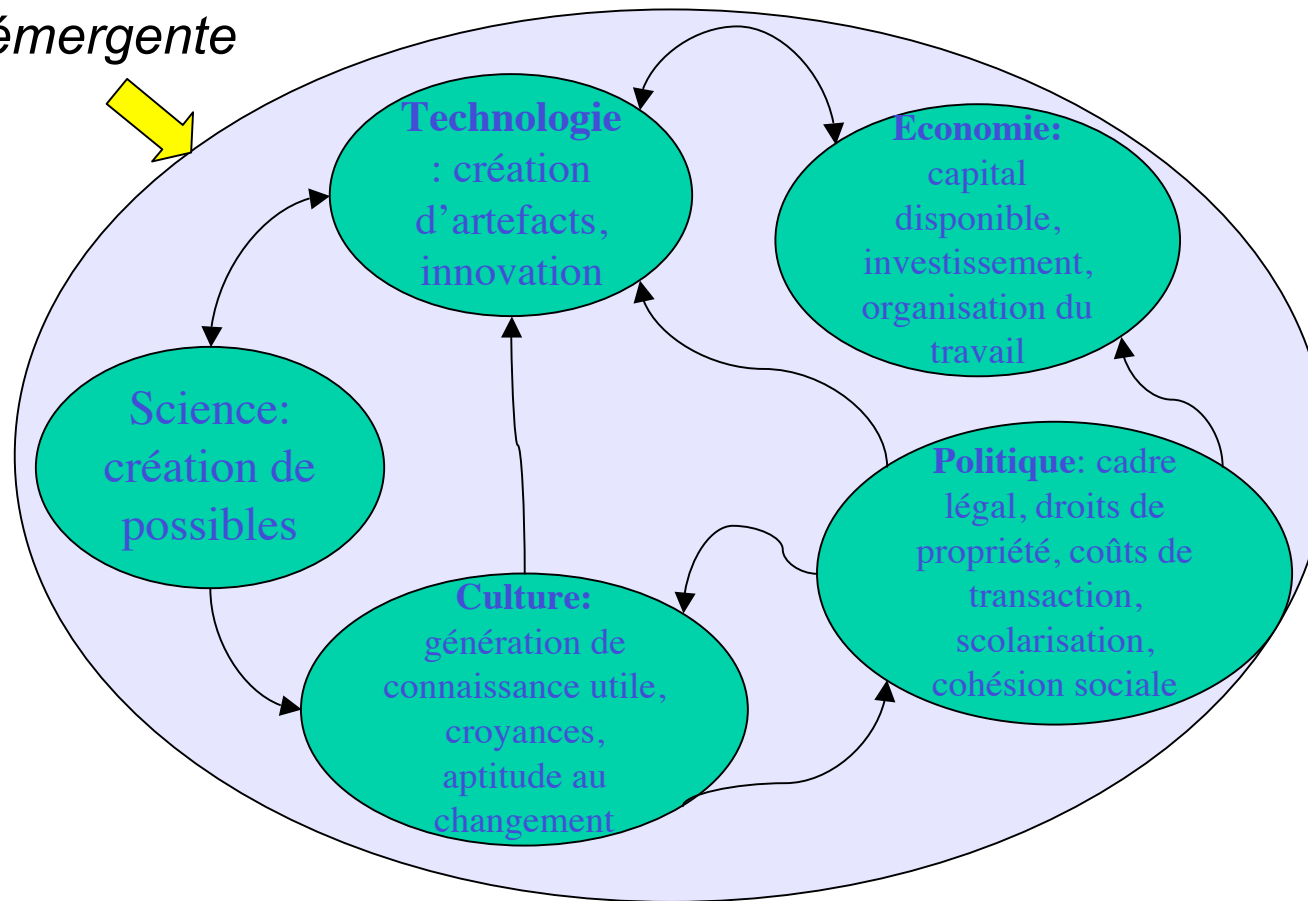 émergente
Technologie
: création
d’artefacts,
innovation
Economie:
capital
disponible,
investissement,
organisation du
travail
Science:
création de
possibles
Politique: cadre
légal, droits de
propriété, coûts de
transaction,
scolarisation,
cohésion sociale
Culture:
génération de
connaissance utile,
croyances,
aptitude au
changement